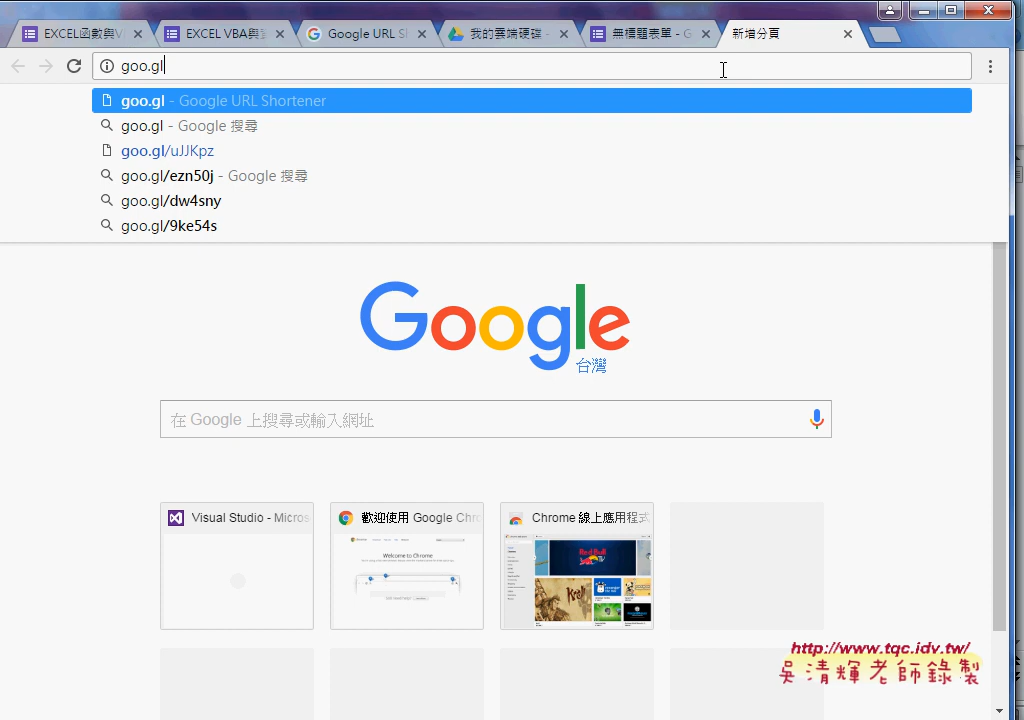 EXCEL函數與V
EXCEL VBA與
Google URL S
我的雲端硬碟 -
無標題表單 - G
新增分頁
goo.gl
goo.gl - Google URL Shortener
goo.gl - Google 搜尋
goo.gl/uJJKpz
goo.gl/ezn50j - Google 搜尋
goo.gl/dw4sny
goo.gl/9ke54s
Google
台灣
在 Google 上搜尋或輸入網址
Visual Studio - Micros
歡迎使用 Google Chr
Chrome 線上應用程式
Welcome to Chrome
RedBull
TV
http://www.tqc.idv.tw/
吳清輝老師錄製